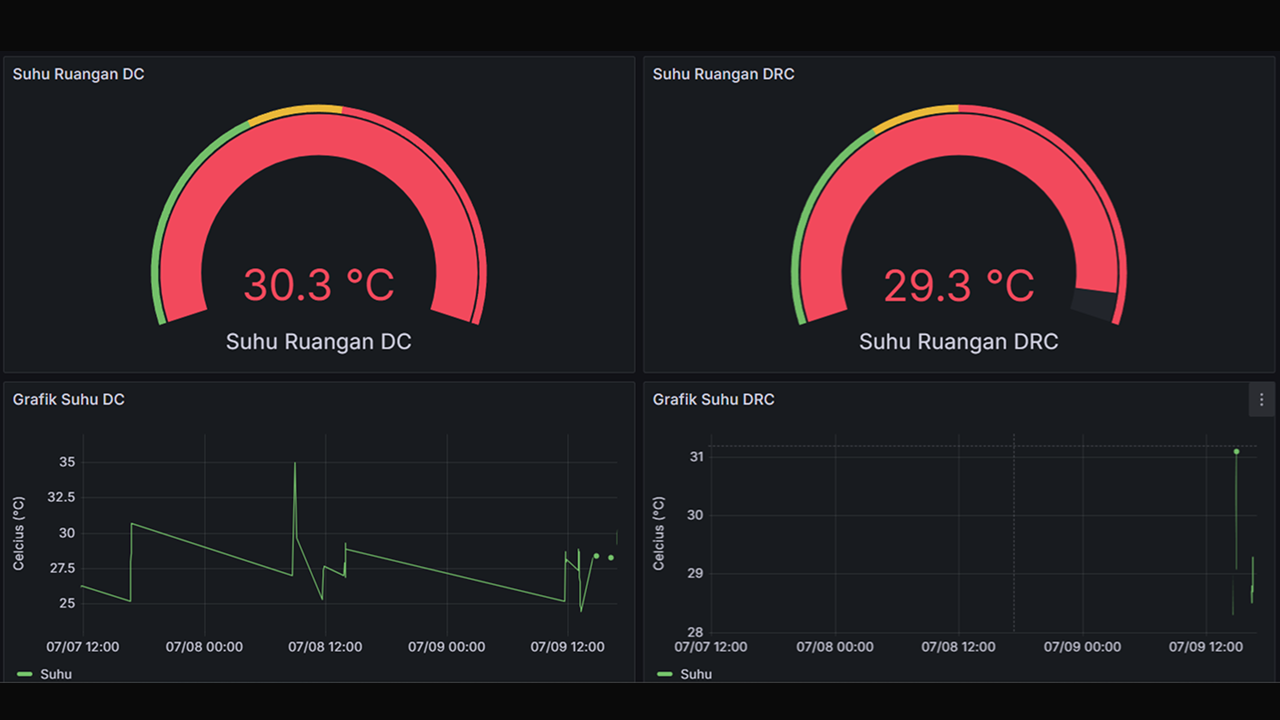 Suhu Ruangan DC
30.3 °C
Suhu Ruangan DC
Suhu Ruangan DRC
29.3 °C
Suhu Ruangan DRC
Grafik Suhu DC
Celcius (°C)
35
32.5
30
27.5
25
07/07 12:00 07/08 00:00 07/08 12:00 07/09 00:00 07/09 12:00
Suhu
Grafik Suhu DRC
Celcius (°C)
31
30
29
28
07/07 12:00 07/08 00:00 07/08 12:00 07/09 00:00 07/09 12:00
Suhu